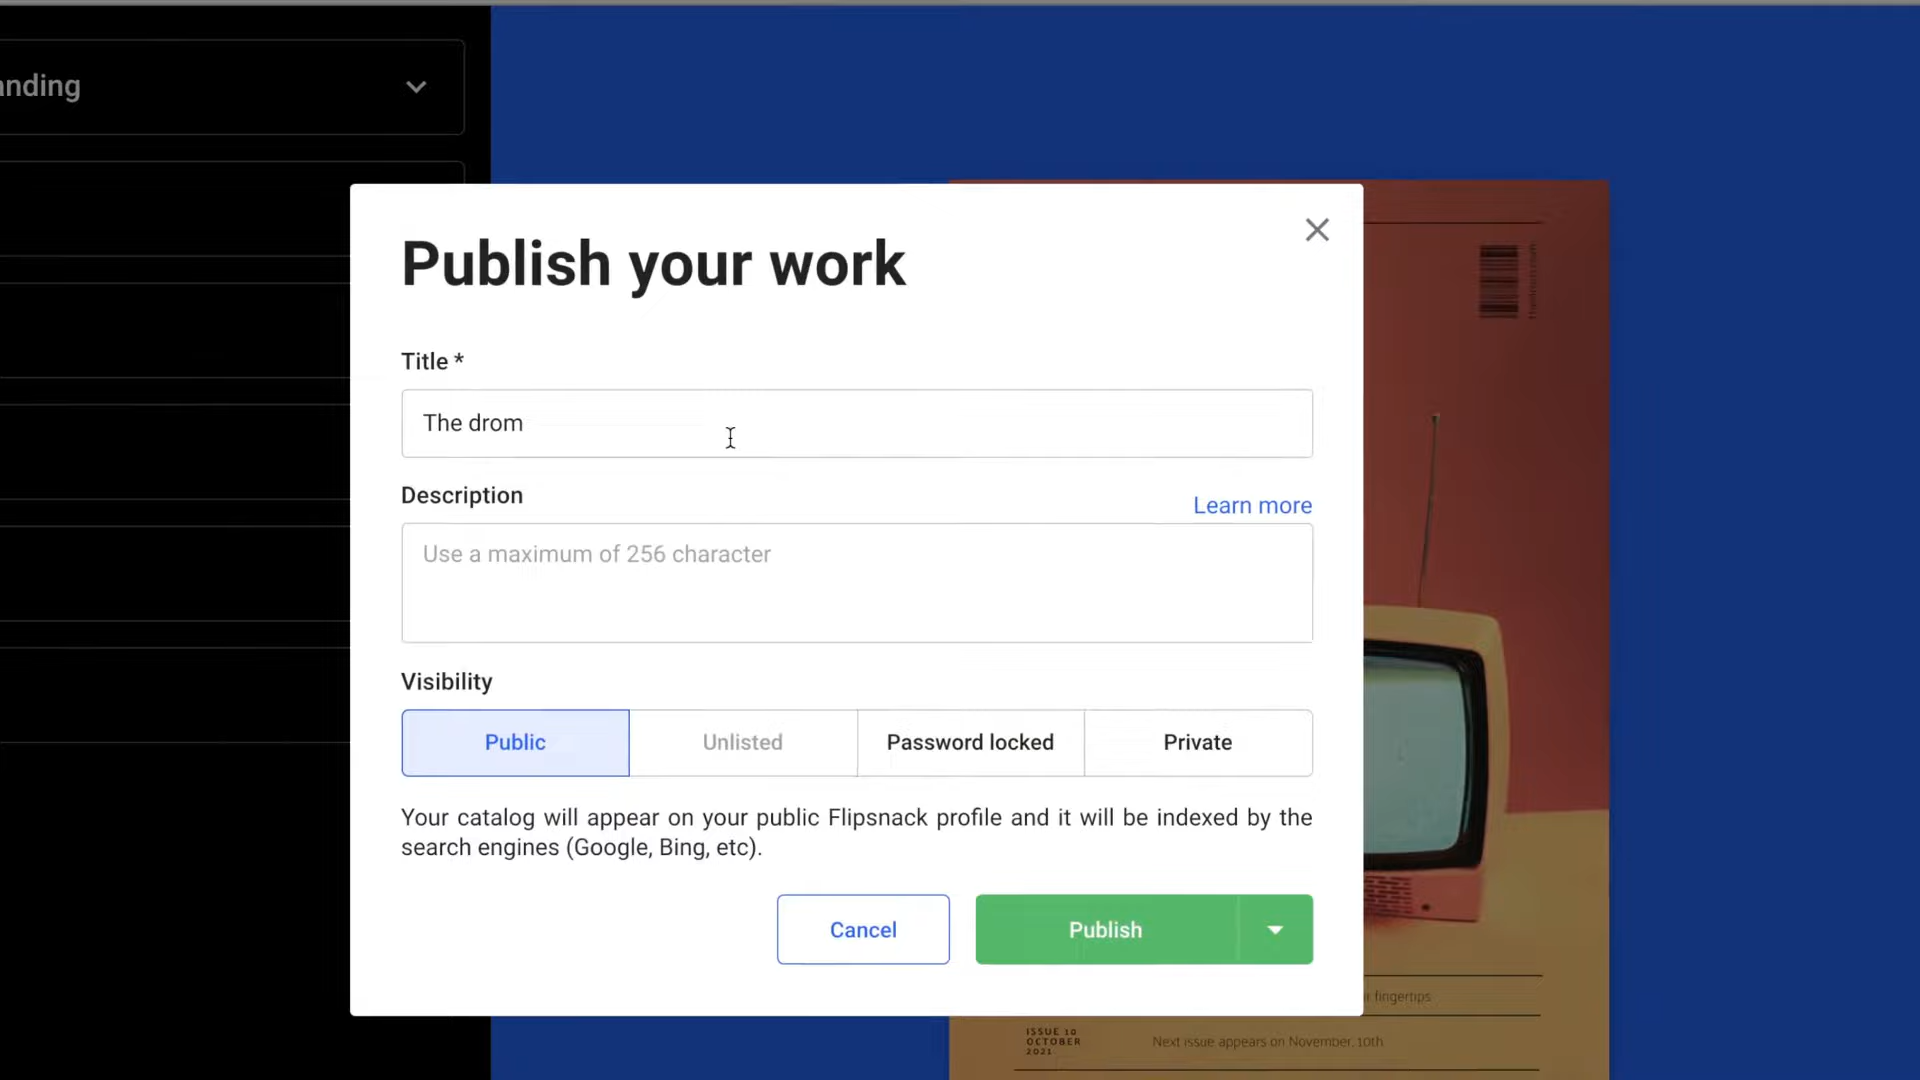 anding
Publish your work
Title *
The drom
Description
Learn more
Use a maximum of 256 character
Visibility
Public
Unlisted
Password locked
Private
Your catalog will appear on your public Flipsnack profile and it will be indexed by the
search engines (Google, Bing, etc).
Cancel
Publish
fingertips
ISSUE 10
OCTOBER
2021
Next issue appears on November, 10th